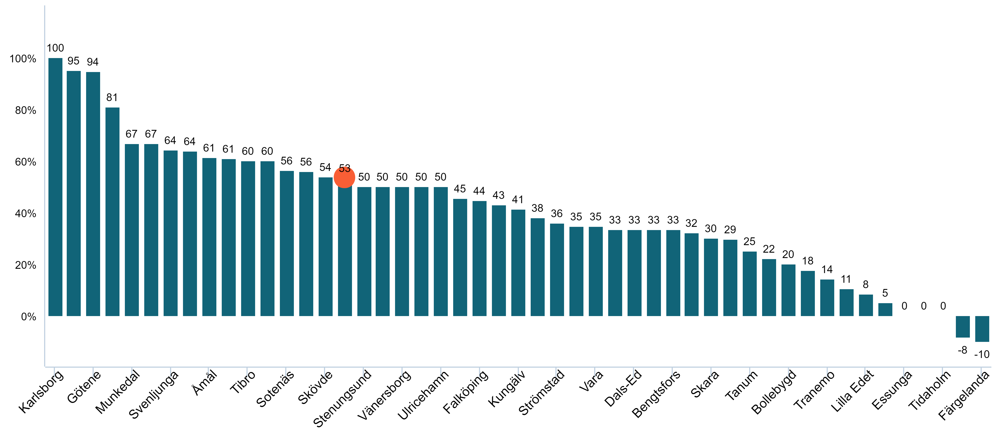 100%
80%
60%
40%
20%
0%
100 95 94 81 67 67 64 64 61 61 60 60 56 56 54 53 50 50 50 50 50 45 44 43 41 38 36 35 35 33 33 33 33 32 30 29 25 22 20 18 14 11 8 5 0 0 0 -8 -10
Karlsborg
Götene
Munkedal
Svenljunga
Åmål
Tibro
Sotenäs
Skövde
Stenungsund
Vänersborg
Ulricehamn
Falköping
Kungälv
Strömstad
Vara
Dals-Ed
Bengtsfors
Skara
Tanum
Bollebygd
Tranemo
Lilla Edet
Essunga
Tidaholm
Färgelanda